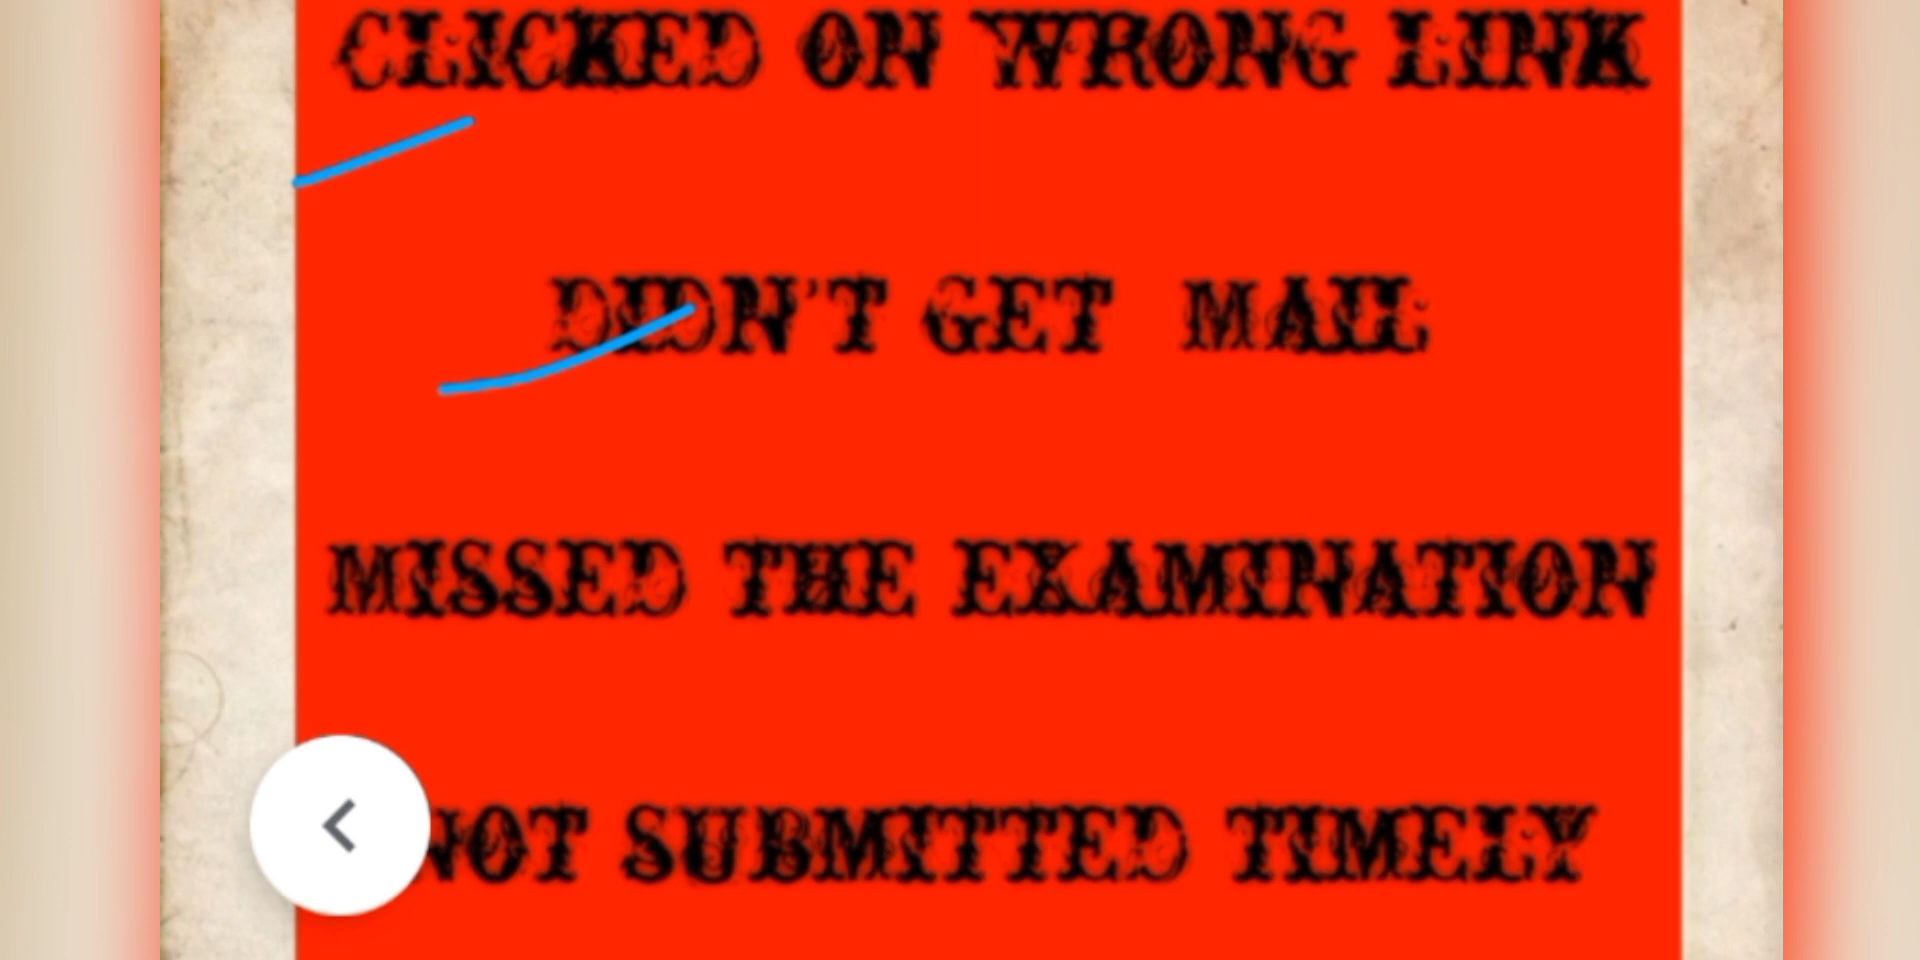 CLICKED ON WRONG LINK
DIDN'T GET MAIL
MISSED THE EXAMINATION
NOT SUBMITTED TIMELY